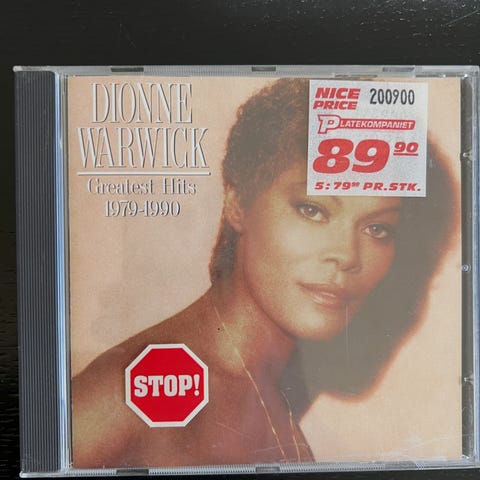 DIONNE
WARWICK
Greatest Hits
1979-1990
NICE
PRICE
200900
PLATEKOMPANIET
89 90
5: 79 90 PR. STK.
STOP!